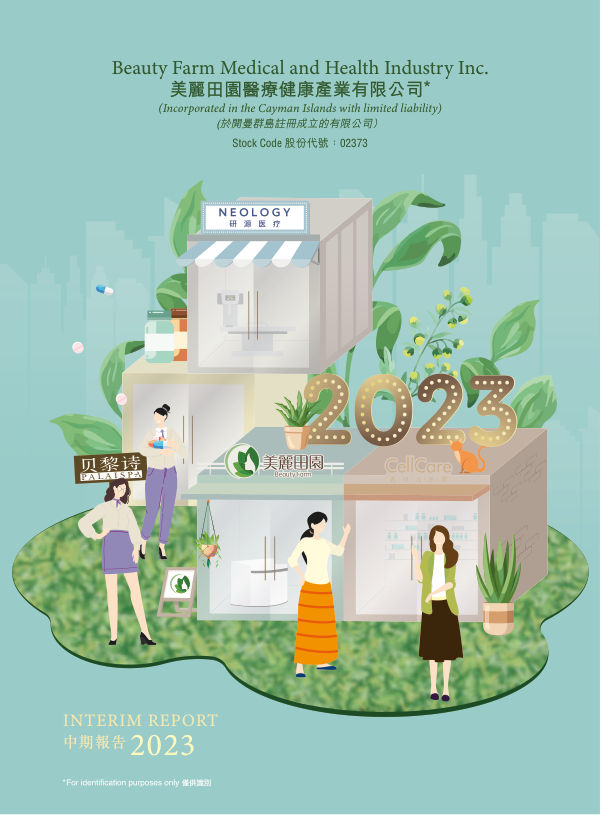 Beauty Farm Medical and Health Industry Inc.
美麗田園醫療健康產業有限公司*
(Incorporated in the Cayman Islands with limited liability)
(於開曼群島註冊成立的有限公司)
Stock Code 股份代號：02373
NEOLOGY
研源医疗
2023
贝黎诗
PALAISPA
美麗田園
Beauty Farm
CellCare
INTERIM REPORT
中期報告 2023
*For identification purposes only 僅供識別